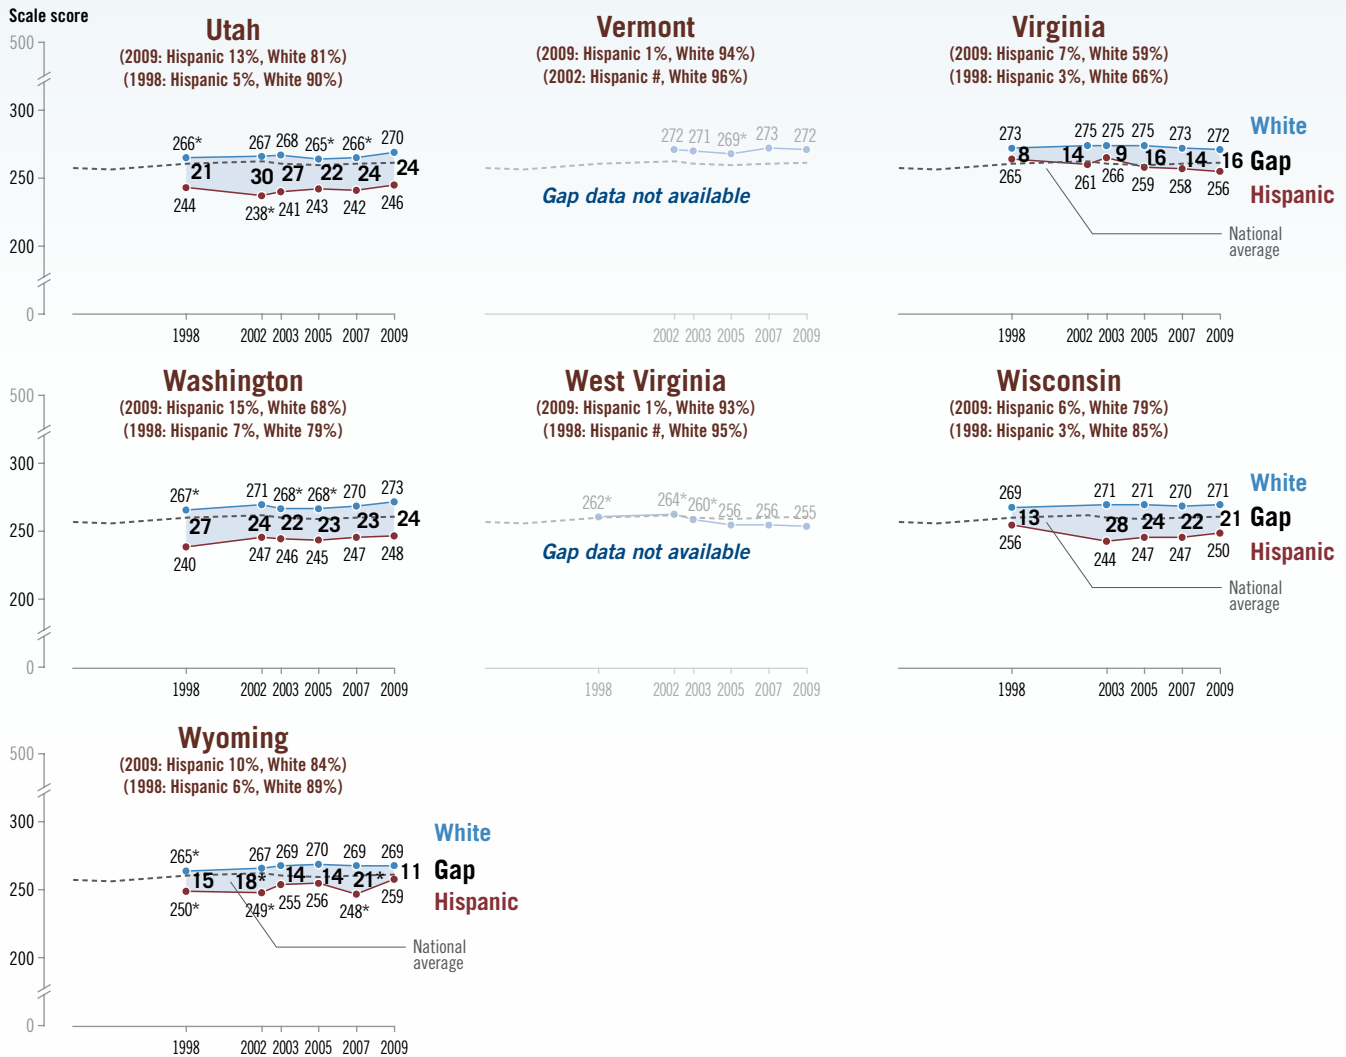 Scale score
Utah
(2009: Hispanic 13%, White 81%)
(1998: Hispanic 5%, White 90%)
500
300
250
200
0
266* 267 268 265* 266* 270
21 30 27 22 24 24
244 238* 241 243 242 246
1998 2002 2003 2005 2007 2009
Vermont
(2009: Hispanic 1%, White 94%)
(2002: Hispanic #, White 96%)
272 271 269* 273 272
Gap data not available
2002 2003 2005 2007 2009
Virginia
(2009: Hispanic 7%, White 59%)
(1998: Hispanic 3%, White 66%)
273 275 275 275 273 272
8 14 9 16 14 16
265 261 266 259 258 256
White
Gap
Hispanic
National
average
1998 2002 2003 2005 2007 2009
Washington
(2009: Hispanic 15%, White 68%)
(1998: Hispanic 7%, White 79%)
500
300
250
200
0
267* 271 268* 268* 270 273
27 24 22 23 23 24
240 247 246 245 247 248
1998 2002 2003 2005 2007 2009
West Virginia
(2009: Hispanic 1%, White 93%)
(1998: Hispanic #, White 95%)
262* 264* 260* 256 256 255
Gap data not available
1998 2002 2003 2005 2007 2009
Wisconsin
(2009: Hispanic 6%, White 79%)
(1998: Hispanic 3%, White 85%)
269 271 271 270 271
13 28 24 22 21
256 244 247 247 250
White
Gap
Hispanic
National
average
1998 2003 2005 2007 2009
Wyoming
(2009: Hispanic 10%, White 84%)
(1998: Hispanic 6%, White 89%)
500
300
250
200
0
265* 267 269 270 269 269
15 18* 14 14 21* 11
250* 249* 255 256 248* 259
White
Gap
Hispanic
National
average
1998 2002 2003 2005 2007 2009